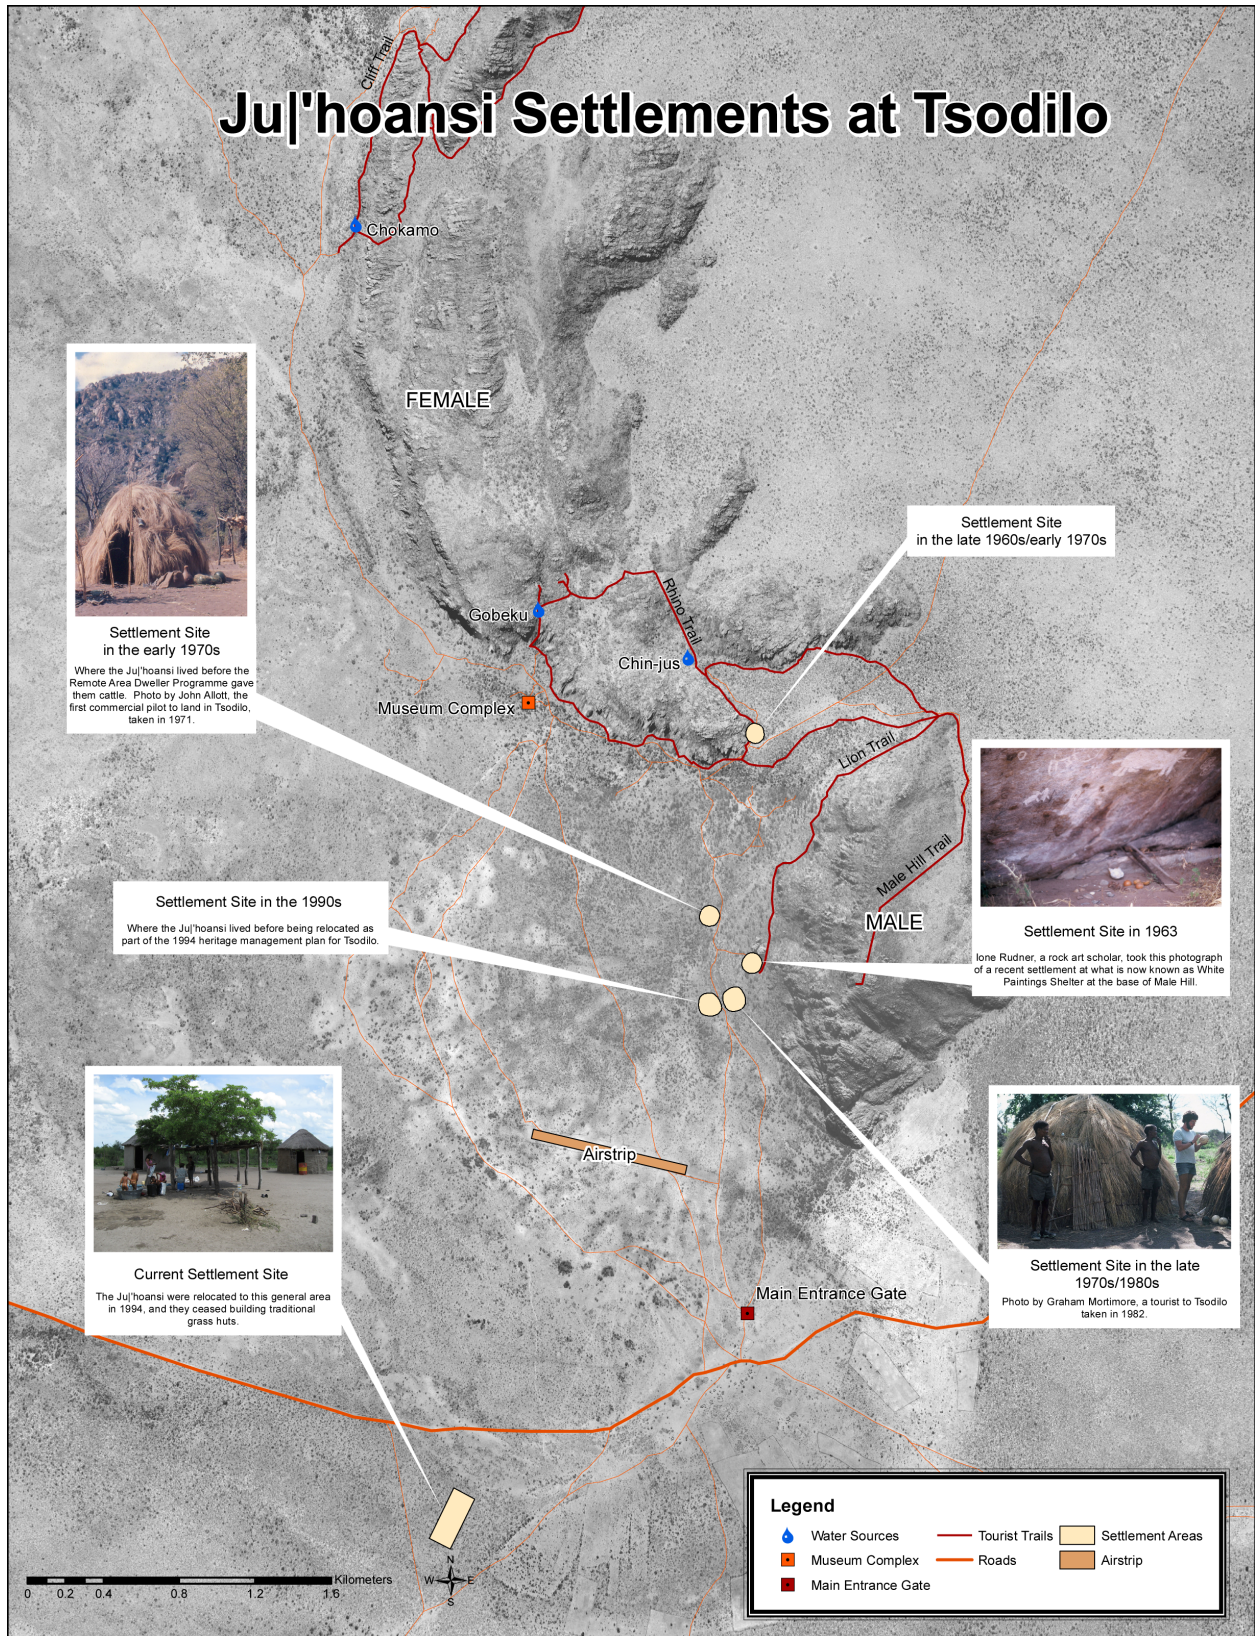 Cliff Trail
Ju|'hoansi Settlements at Tsodilo
Chokamo
FEMALE
Settlement Site
in the late 1960s/early 1970s
Rhino Trail
Gobeku
Chin-jus
Settlement Site
in the early 1970s
Where the Ju|'hoansi lived before the
Remote Area Dweller Programme gave
them cattle. Photo by John Allott, the
first commercial pilot to land in Tsodilo,
taken in 1971.
Museum Complex
Lion Trail
Male Hill Trail
MALE
Settlement Site in 1963
Ione Rudner, a rock art scholar, took this photograph
of a recent settlement at what is now known as White
Paintings Shelter at the base of Male Hill.
Settlement Site in the 1990s
Where the Ju|'hoansi lived before being relocated as
part of the 1994 heritage management plan for Tsodilo.
Airstrip
Current Settlement Site
The Ju|'hoansi were relocated to this general area
in 1994, and they ceased building traditional
grass huts.
Settlement Site in the late
1970s/1980s
Photo by Graham Mortimore, a tourist to Tsodilo
taken in 1982.
Main Entrance Gate
Legend
Water Sources
Museum Complex
Main Entrance Gate
Tourist Trails
Roads
Settlement Areas
Airstrip
N
W E
S
Kilometers
0 0.2 0.4 0.8 1.2 1.6